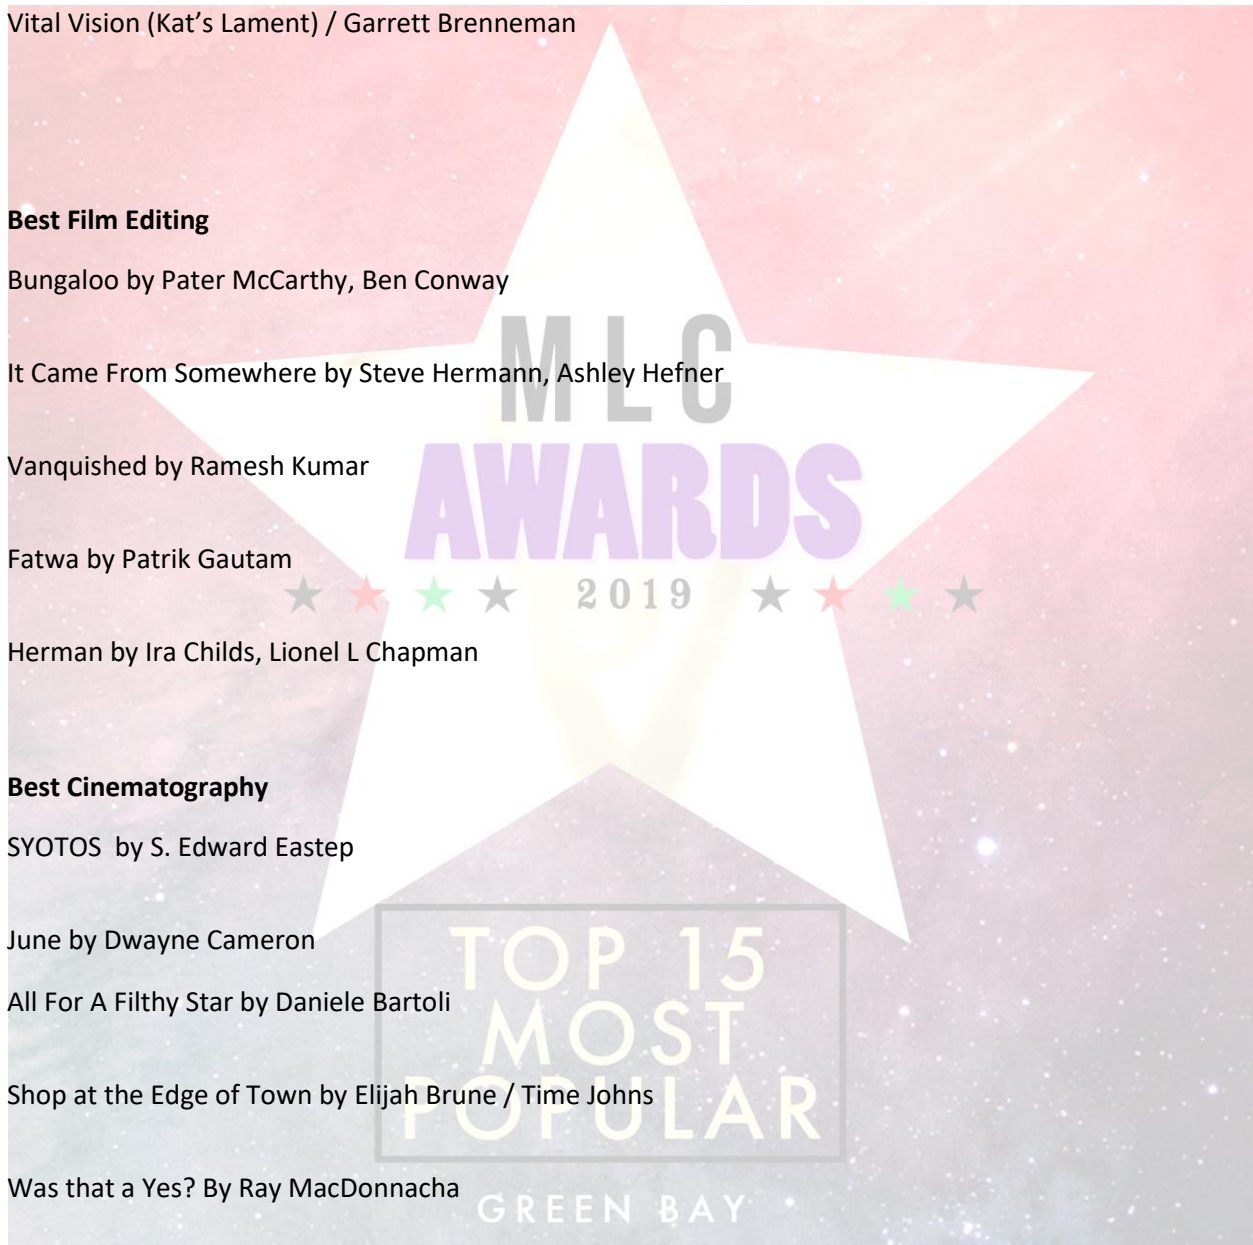 Vital Vision (Kat’s Lament) / Garrett Brenneman
Best Film Editing
Bungaloo by Pater McCarthy, Ben Conway
It Came From Somewhere by Steve Hermann, Ashley Hefner
Vanquished by Ramesh Kumar
Fatwa by Patrik Gautam
Herman by Ira Childs, Lionel L Chapman
Best Cinematography
SYOTOS by S. Edward Eastep
June by Dwayne Cameron
All For A Filthy Star by Daniele Bartoli
Shop at the Edge of Town by Elijah Brune / Time Johns
Was that a Yes? By Ray MacDonnacha
MLC
AWARDS
2019
TOP 15
MOST
POPULAR
GREEN BAY